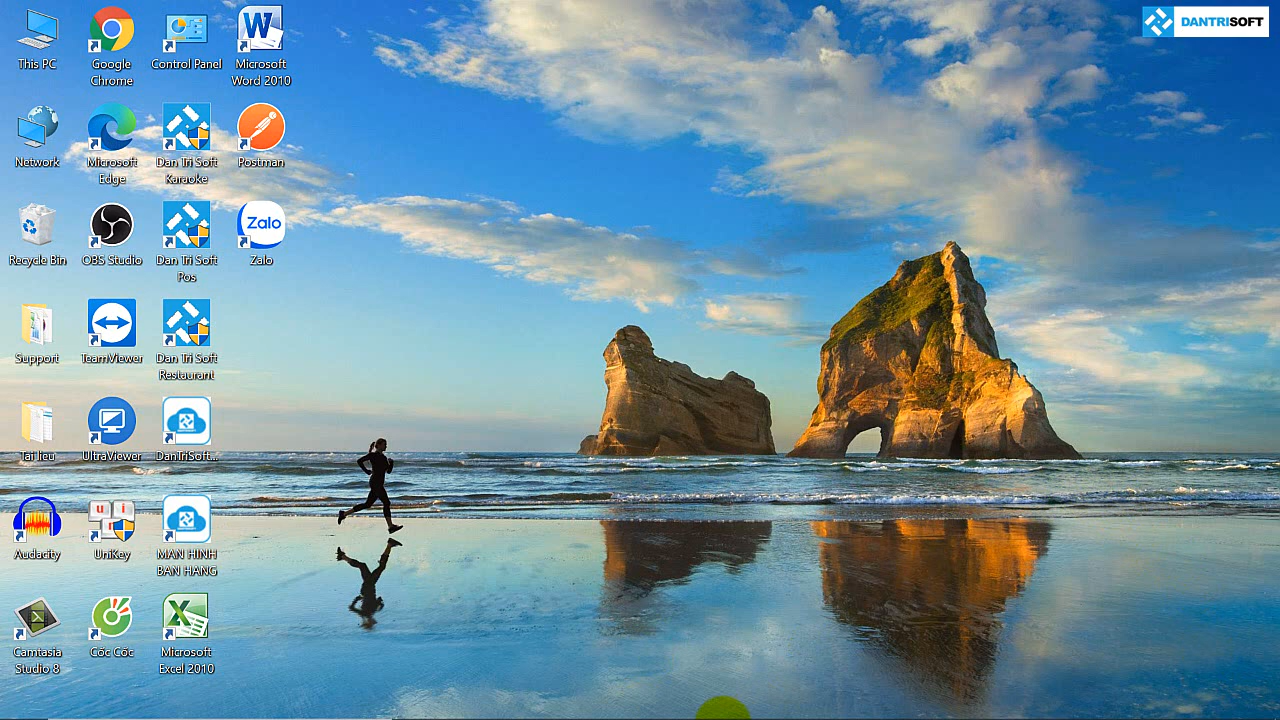 This PC
Google
Chrome
Control Panel
W
Microsoft
Word 2010
DANTRISOFT
Network
Microsoft
Edge
Dan Tri Soft
Karaoke
Postman
Recycle Bin
OBS Studio
Dan Tri Soft
Pos
Zalo
Zalo
Support
TeamViewer
Dan Tri Soft
Restaurant
Tai lieu
UltraViewer
DanTriSoft...
Audacity
u i
UniKey
MAN HINH
BAN HANG
Camtasia
Studio 8
Cốc Cốc
X
Microsoft
Excel 2010